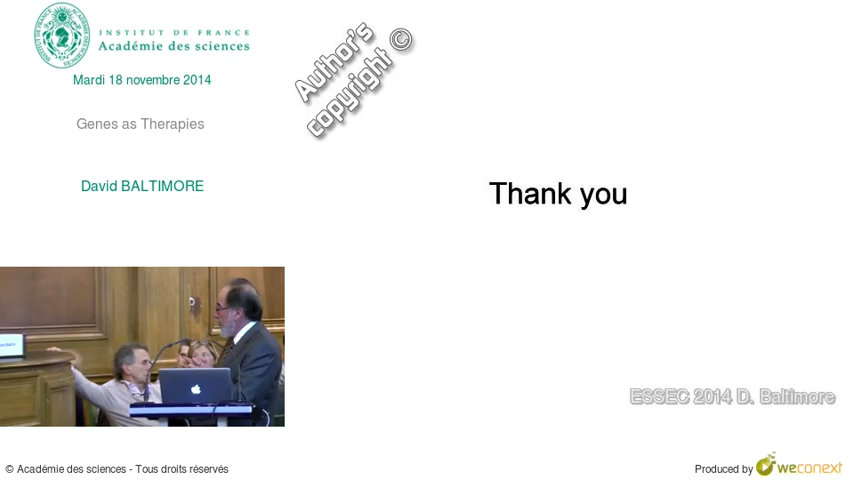 INSTITUT DE FRANCE
Académie des sciences
Mardi 18 novembre 2014
Genes as Therapies
David BALTIMORE
Author's
copyright ©
Thank you
ESSEC 2014 D. Baltimore
© Académie des sciences - Tous droits réservés
Produced by weconext